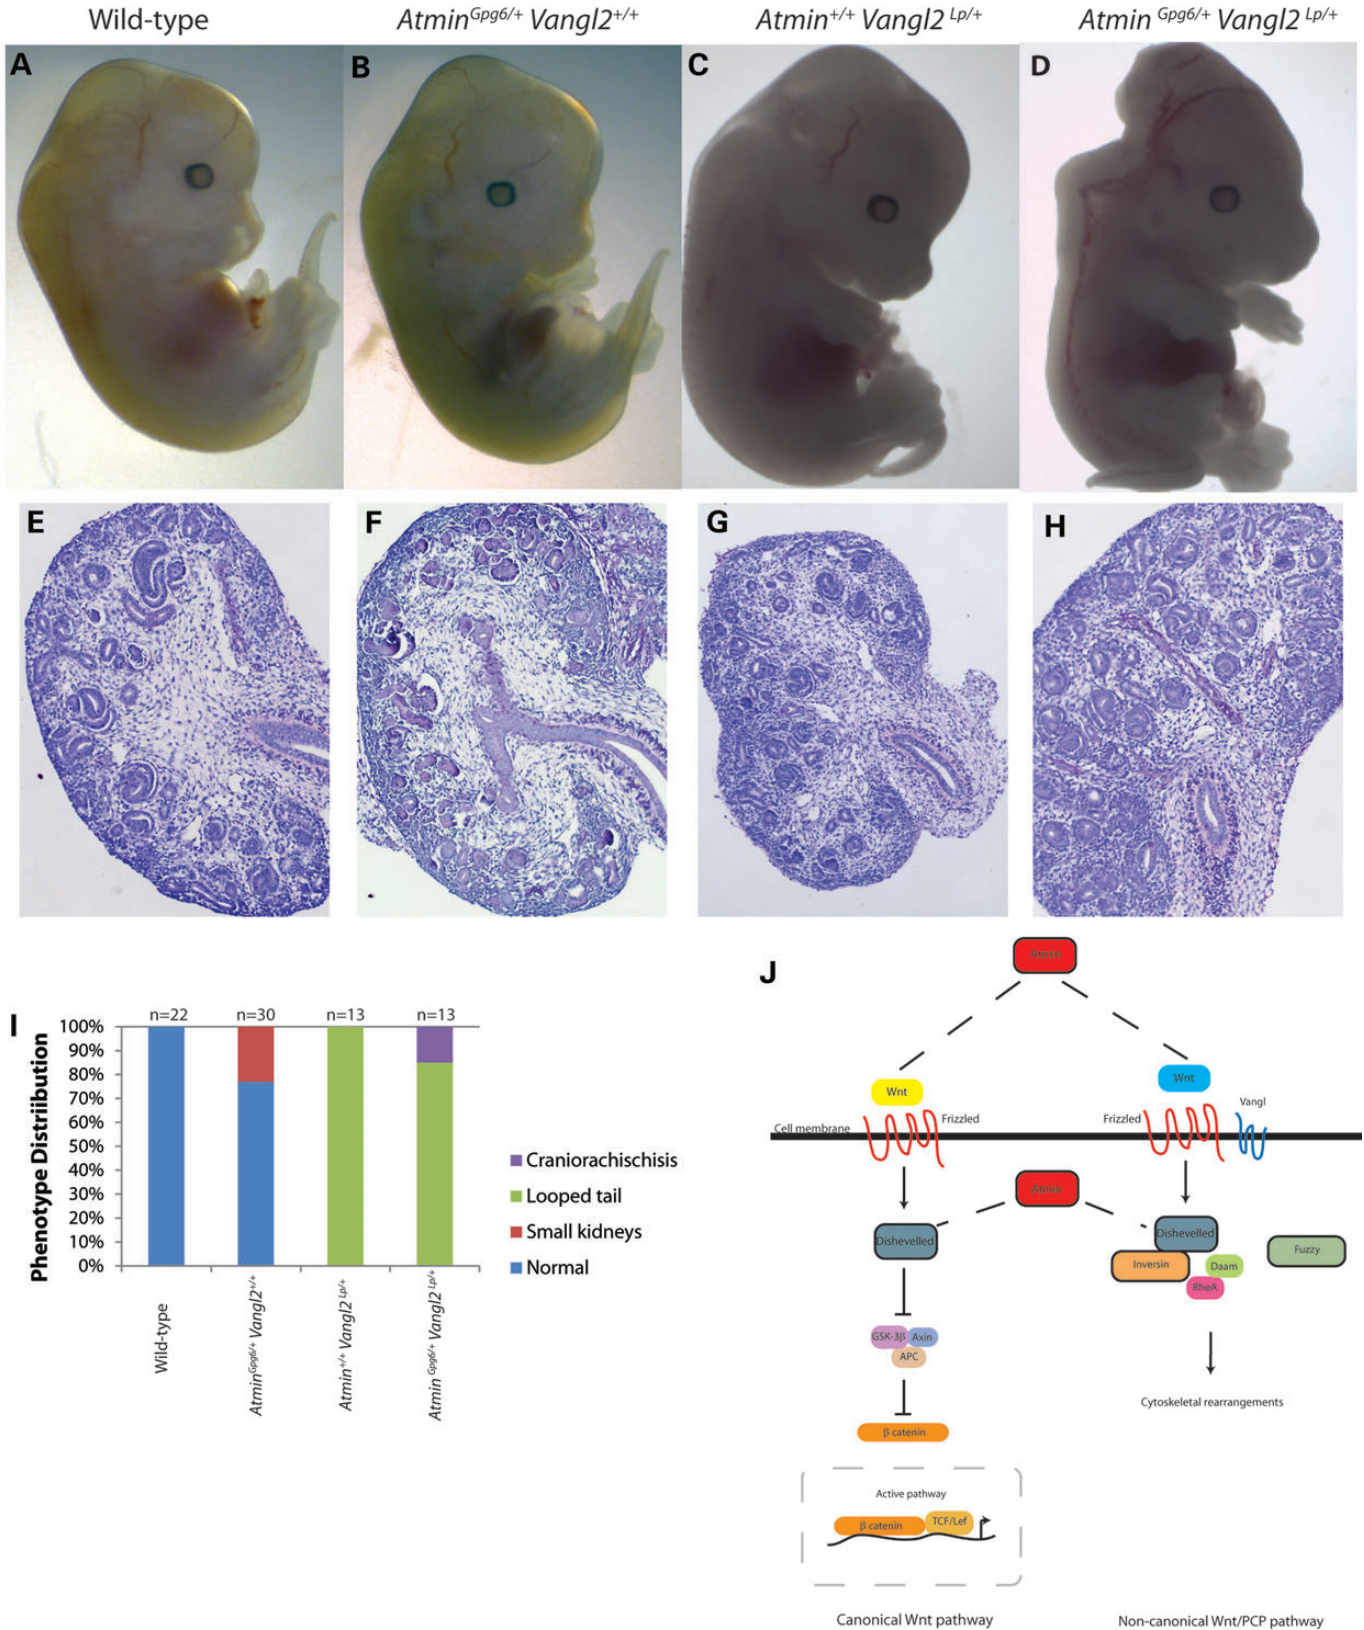 Wild-type
Atmin^Gpg6/+ Vangl2^+/+
Atmin^+/+ Vangl2^Lp/+
Atmin^Gpg6/+ Vangl2^Lp/+
A
B
C
D
E
F
G
H
I
Phenotype Distriibution
100%
90%
80%
70%
60%
50%
40%
30%
20%
10%
0%
n=22
n=30
n=13
n=13
Wild-type
Atmin^Gpg6/+ Vangl2^+/+
Atmin^+/+ Vangl2^Lp/+
Atmin^Gpg6/+ Vangl2^Lp/+
Craniorachischisis
Looped tail
Small kidneys
Normal
J
Atmin
Wnt
Wnt
Frizzled
Frizzled
Vangl
Cell membrane
Atmin
Dishevelled
Dishevelled
Inversin
Daam
RhoA
Fuzzy
GSK-3β
Axin
APC
β catenin
Cytoskeletal rearrangements
Active pathway
β catenin
TCF/Lef
Canonical Wnt pathway
Non-canonical Wnt/PCP pathway